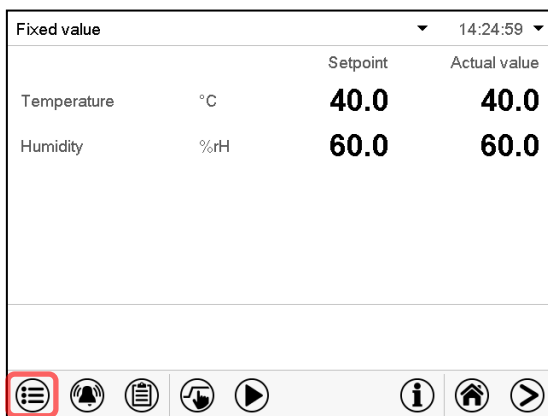 Fixed value 14:24:59
Setpoint Actual value
Temperature °C 40.0 40.0
Humidity %rH 60.0 60.0